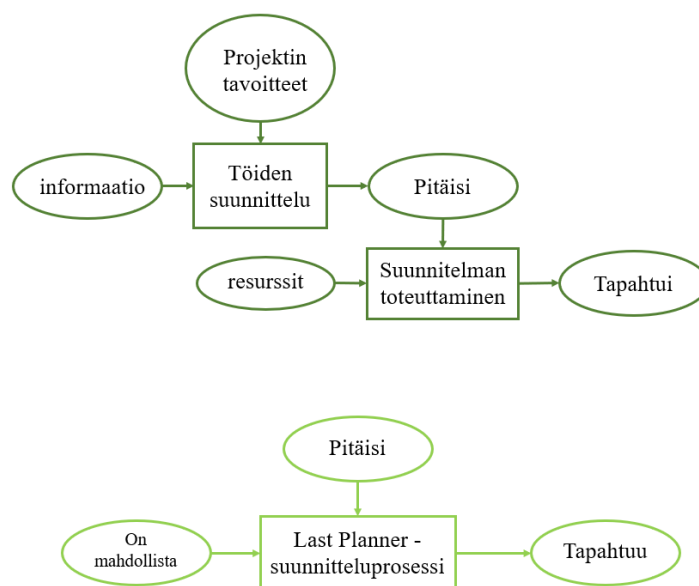 Projektin
tavoitteet
informaatio
Töiden
suunnittelu
Pitäisi
resurssit
Suunnitelman
toteuttaminen
Tapahtui
Pitäisi
On
mahdollista
Last Planner -
suunnitteluprosessi
Tapahtuu